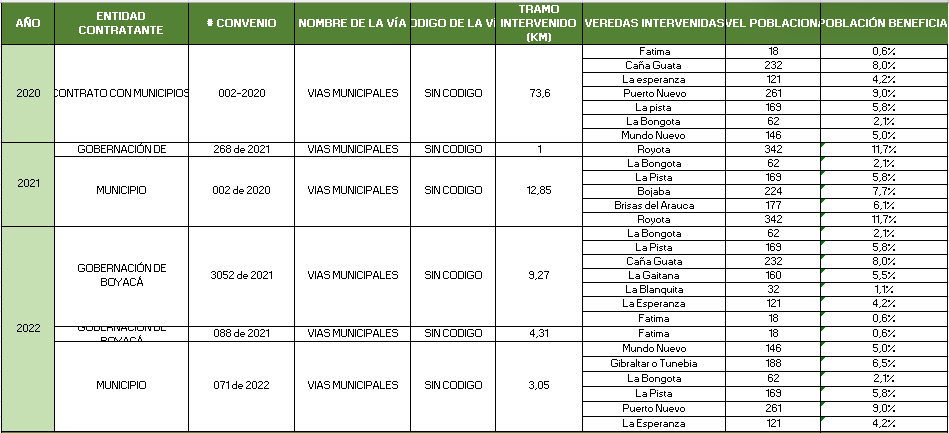 AÑO ENTIDAD CONTRATANTE # CONVENIO NOMBRE DE LA VÍA ODIGO DE LA VÍ TRAMO INTERVENIDO (KM) VEREDAS INTERVENIDAS VEL POBLACIONA POBLACIÓN BENEFICIA
2020 CONTRATO CON MUNICIPIOS 002-2020 VIAS MUNICIPALES SIN CODIGO 73,6
Fatima 18 0,6%
Caña Guata 232 8,0%
La esperanza 121 4,2%
Puerto Nuevo 261 9,0%
La pista 169 5,8%
La Bongota 62 2,1%
Mundo Nuevo 146 5,0%
2021 GOBERNACIÓN DE 268 de 2021 VIAS MUNICIPALES SIN CODIGO 1 Royota 342 11,7%
MUNICIPIO 002 de 2020 VIAS MUNICIPALES SIN CODIGO 12,85
La Bongota 62 2,1%
La Pista 169 5,8%
Bojaba 224 7,7%
Brisas del Arauca 177 6,1%
Royota 342 11,7%
2022 GOBERNACIÓN DE BOYACÁ 3052 de 2021 VIAS MUNICIPALES SIN CODIGO 9,27
La Bongota 62 2,1%
La Pista 169 5,8%
Caña Guata 232 8,0%
La Gaitana 160 5,5%
La Blanquita 32 1,1%
La Esperanza 121 4,2%
Fatima 18 0,6%
GOBERNACIÓN DE BOYACÁ 088 de 2021 VIAS MUNICIPALES SIN CODIGO 4,31 Fatima 18 0,6%
MUNICIPIO 071 de 2022 VIAS MUNICIPALES SIN CODIGO 3,05
Mundo Nuevo 146 5,0%
Gibraltar o Tunebia 188 6,5%
La Bongota 62 2,1%
La Pista 169 5,8%
Puerto Nuevo 261 9,0%
La Esperanza 121 4,2%